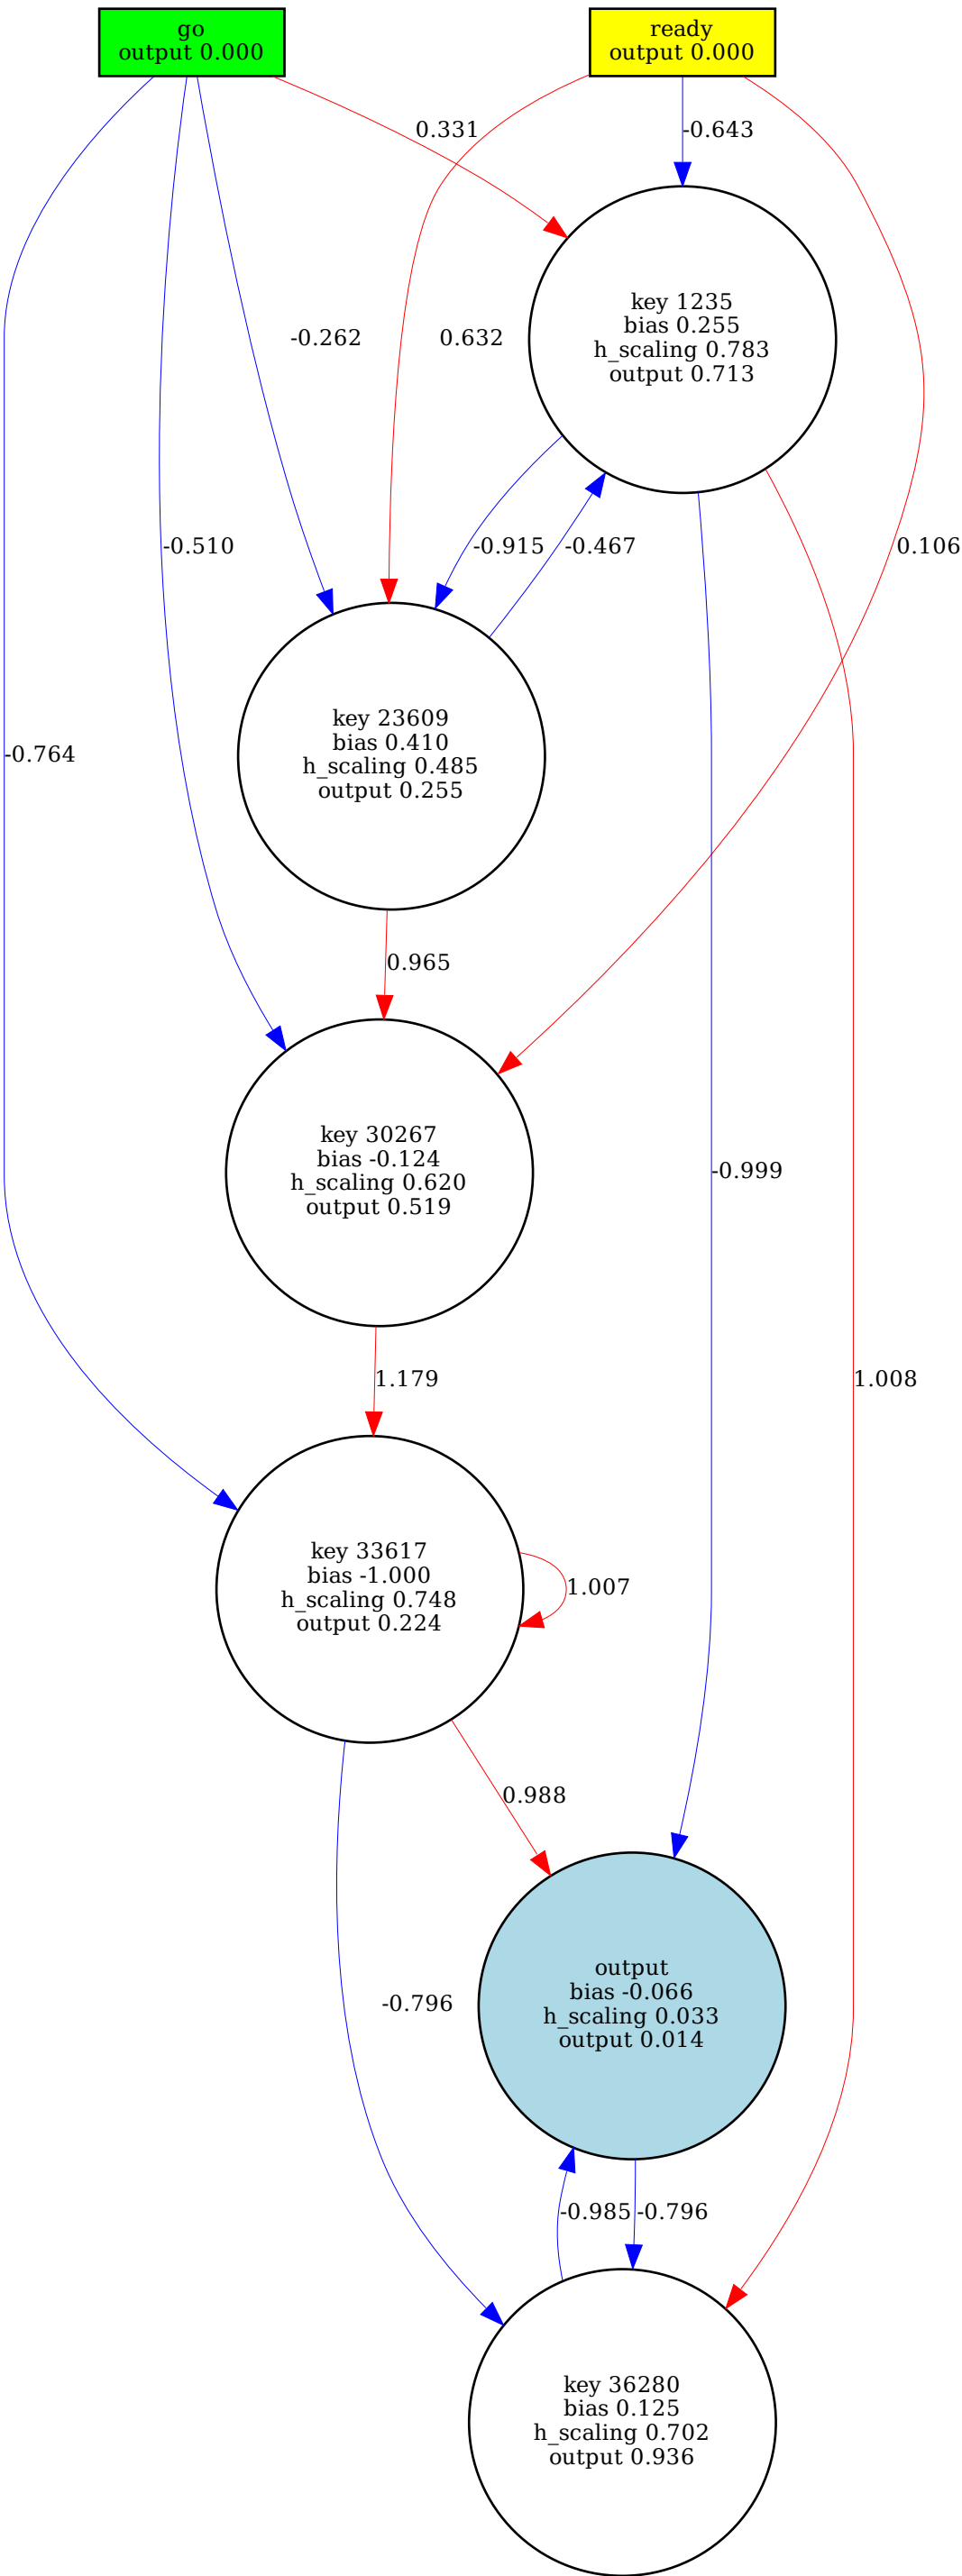 go
output 0.000
ready
output 0.000
0.331
-0.643
key 1235
bias 0.255
h_scaling 0.783
output 0.713
-0.262
0.632
-0.510
-0.915
-0.467
0.106
key 23609
bias 0.410
h_scaling 0.485
output 0.255
-0.764
0.965
key 30267
bias -0.124
h_scaling 0.620
output 0.519
-0.999
1.179
1.008
key 33617
bias -1.000
h_scaling 0.748
output 0.224
1.007
0.988
output
bias -0.066
h_scaling 0.033
output 0.014
-0.796
-0.985
-0.796
key 36280
bias 0.125
h_scaling 0.702
output 0.936